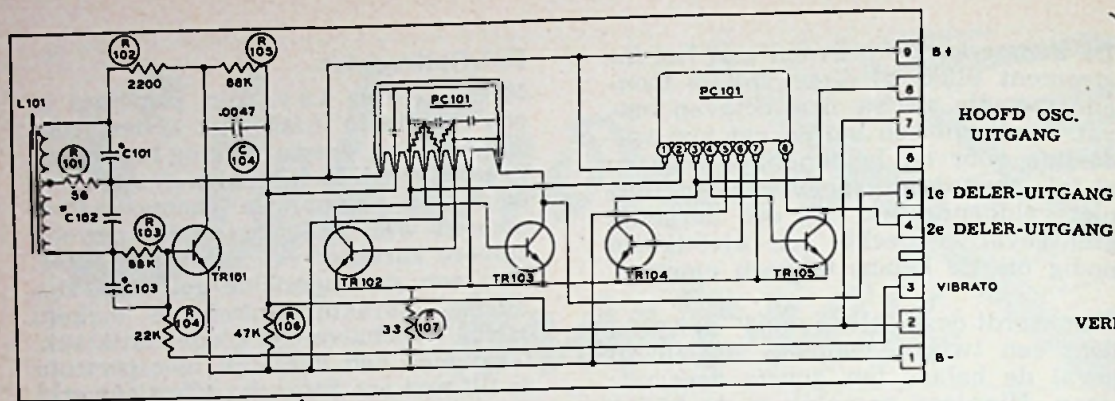 R 102
2200
R 105
68K
.0047
C 104
L101
R 101
56
*C101
*C102
R 103
68K
*C103
R 104
22K
TR101
R 106
47K
TR102
R 107
33
TR103
PC101
PC101
1 2 3 4 5 6 7 8
TR104
TR105
9 B+
8
7 HOOFD OSC.
UITGANG
6
5 1e DELER-UITGANG
4 2e DELER-UITGANG
3 VIBRATO
2
1 B-
VERI